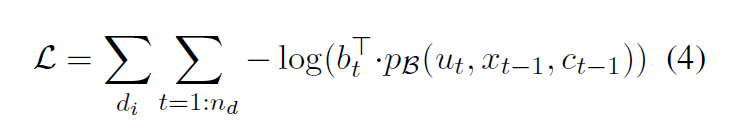 ℒ = ∑_{d_i} ∑_{t=1:n_d} − log(b_t^⊤·p_ℬ(u_t, x_{t−1}, c_{t−1})) (4)